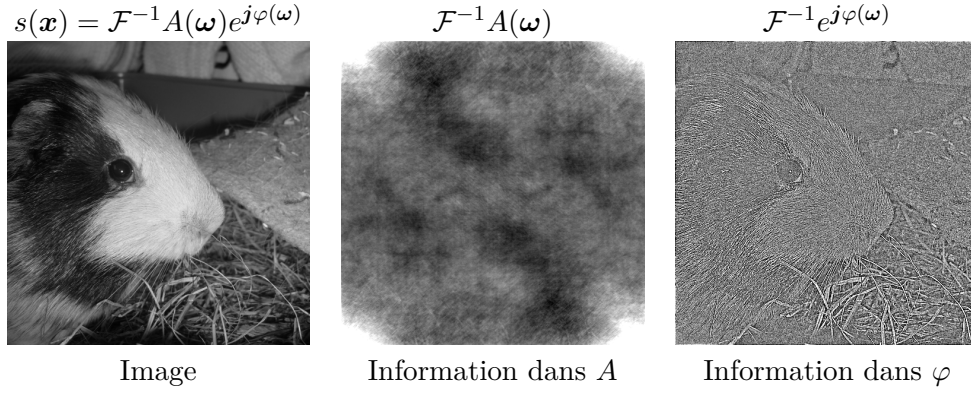 s(𝒙) = ℱ⁻¹A(𝝎)e^{𝒋φ(𝝎)}
ℱ⁻¹A(𝝎)
ℱ⁻¹e^{𝒋φ(𝝎)}
Image
Information dans A
Information dans φ